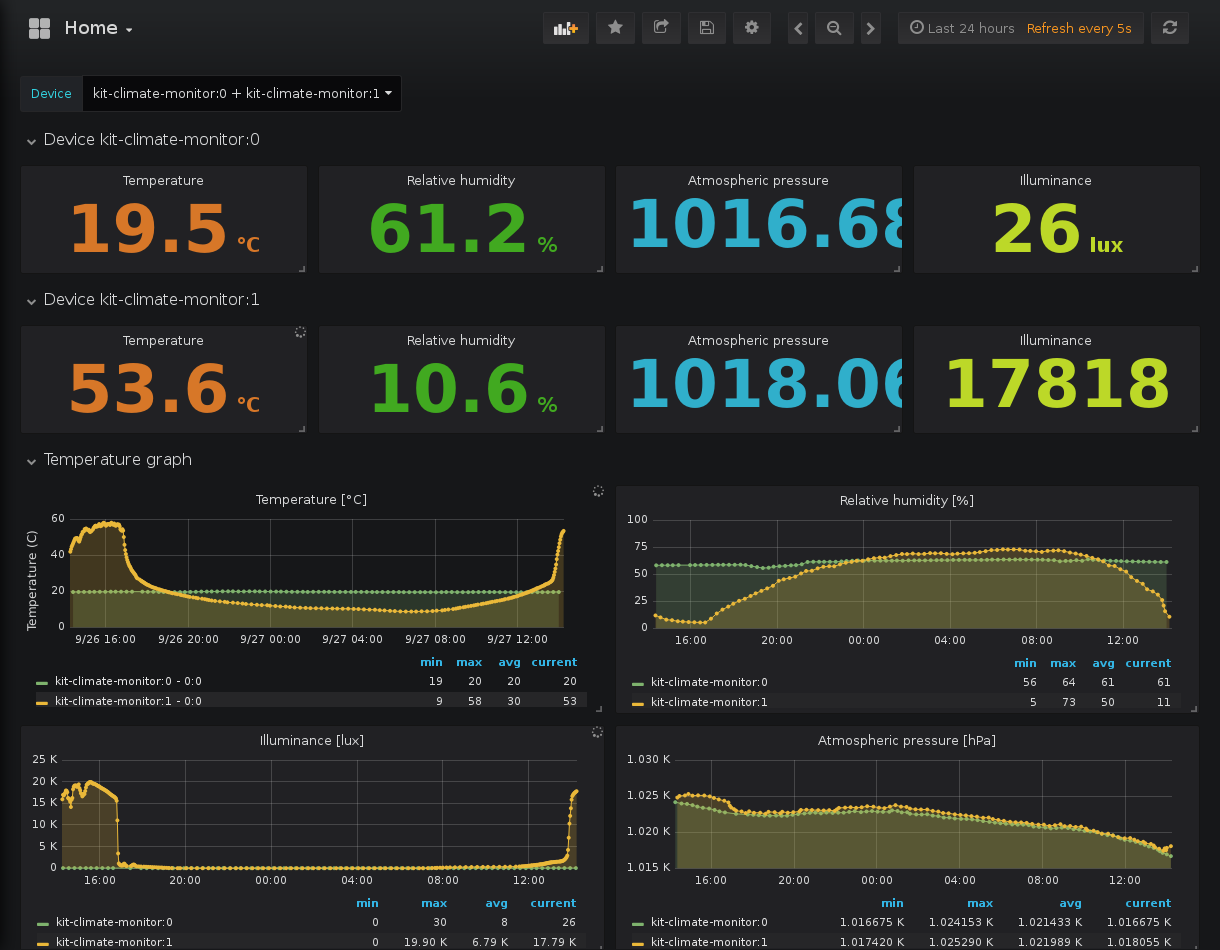 Home
Last 24 hours Refresh every 5s
Device kit-climate-monitor:0 + kit-climate-monitor:1
Device kit-climate-monitor:0
Temperature Relative humidity Atmospheric pressure Illuminance
19.5 °C 61.2 % 1016.68 26 lux
Device kit-climate-monitor:1
Temperature Relative humidity Atmospheric pressure Illuminance
53.6 °C 10.6 % 1018.06 17818
Temperature graph
Temperature [°C]
Temperature (C)
60
40
20
0
9/26 16:00 9/26 20:00 9/27 00:00 9/27 04:00 9/27 08:00 9/27 12:00
min max avg current
kit-climate-monitor:0 - 0:0 19 20 20 20
kit-climate-monitor:1 - 0:0 9 58 30 53
Relative humidity [%]
100
75
50
25
0
16:00 20:00 00:00 04:00 08:00 12:00
min max avg current
kit-climate-monitor:0 56 64 61 61
kit-climate-monitor:1 5 73 50 11
Illuminance [lux]
25 K
20 K
15 K
10 K
5 K
0
16:00 20:00 00:00 04:00 08:00 12:00
min max avg current
kit-climate-monitor:0 0 30 8 26
kit-climate-monitor:1 0 19.90 K 6.79 K 17.79 K
Atmospheric pressure [hPa]
1.030 K
1.025 K
1.020 K
1.015 K
16:00 20:00 00:00 04:00 08:00 12:00
min max avg current
kit-climate-monitor:0 1.016675 K 1.024153 K 1.021433 K 1.016675 K
kit-climate-monitor:1 1.017420 K 1.025290 K 1.021989 K 1.018055 K